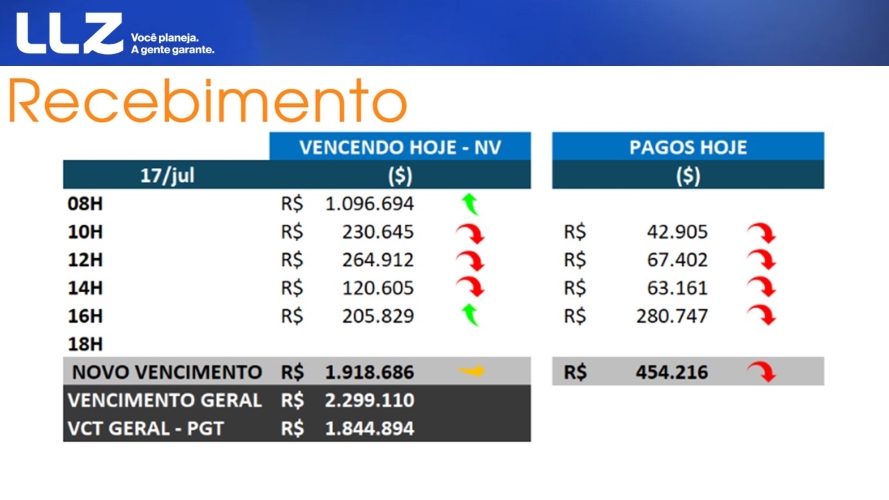 LLZ
Você planeja.
A gente garante.
Recebimento
VENCENDO HOJE - NV PAGOS HOJE
17/jul ($) ($)
08H R$ 1.096.694
10H R$ 230.645 R$ 42.905
12H R$ 264.912 R$ 67.402
14H R$ 120.605 R$ 63.161
16H R$ 205.829 R$ 280.747
18H
NOVO VENCIMENTO R$ 1.918.686 R$ 454.216
VENCIMENTO GERAL R$ 2.299.110
VCT GERAL - PGT R$ 1.844.894